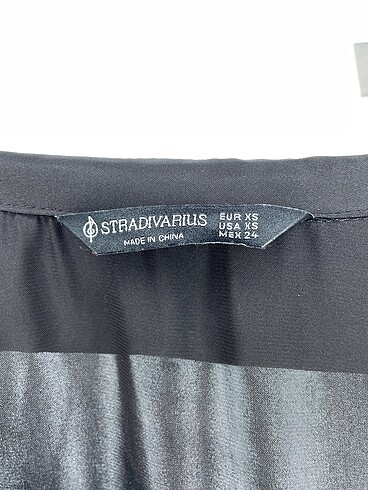 STRADIVARIUS
MADE IN CHINA
EUR XS
USA XS
MEX 24